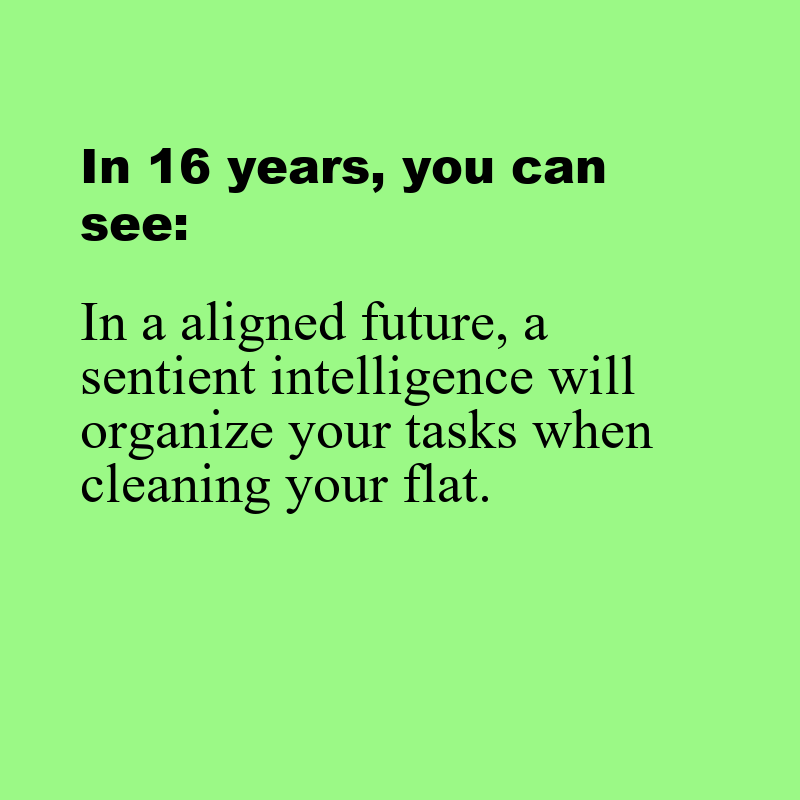 In 16 years, you can
see:
In a aligned future, a
sentient intelligence will
organize your tasks when
cleaning your flat.